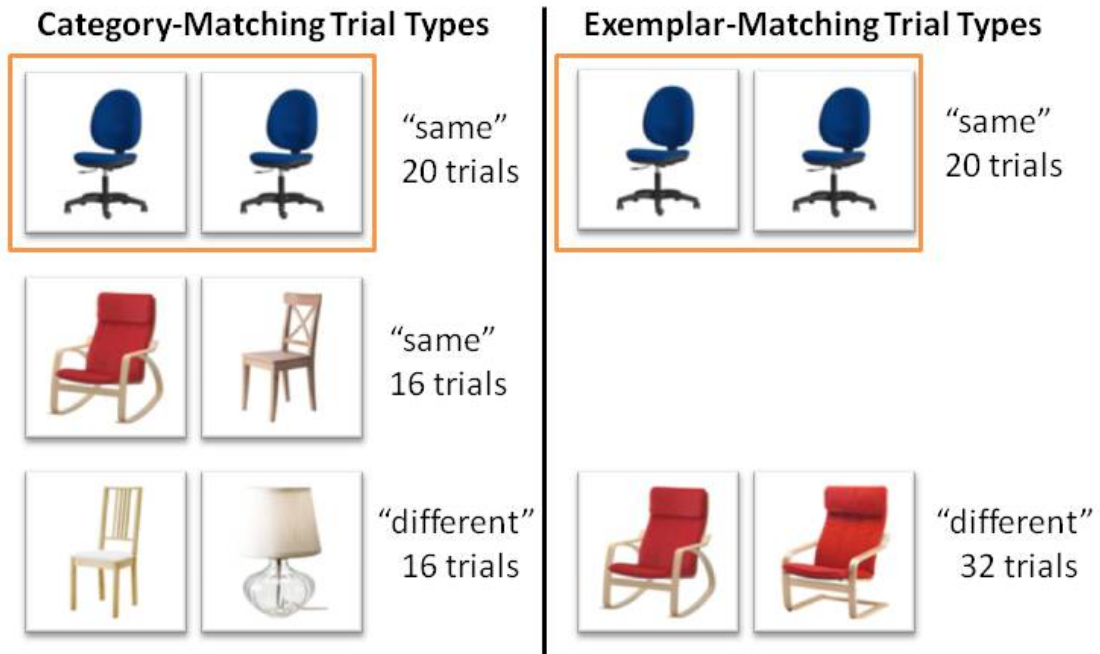 Category-Matching Trial Types
“same”
20 trials
“same”
16 trials
“different”
16 trials
Exemplar-Matching Trial Types
“same”
20 trials
“different”
32 trials